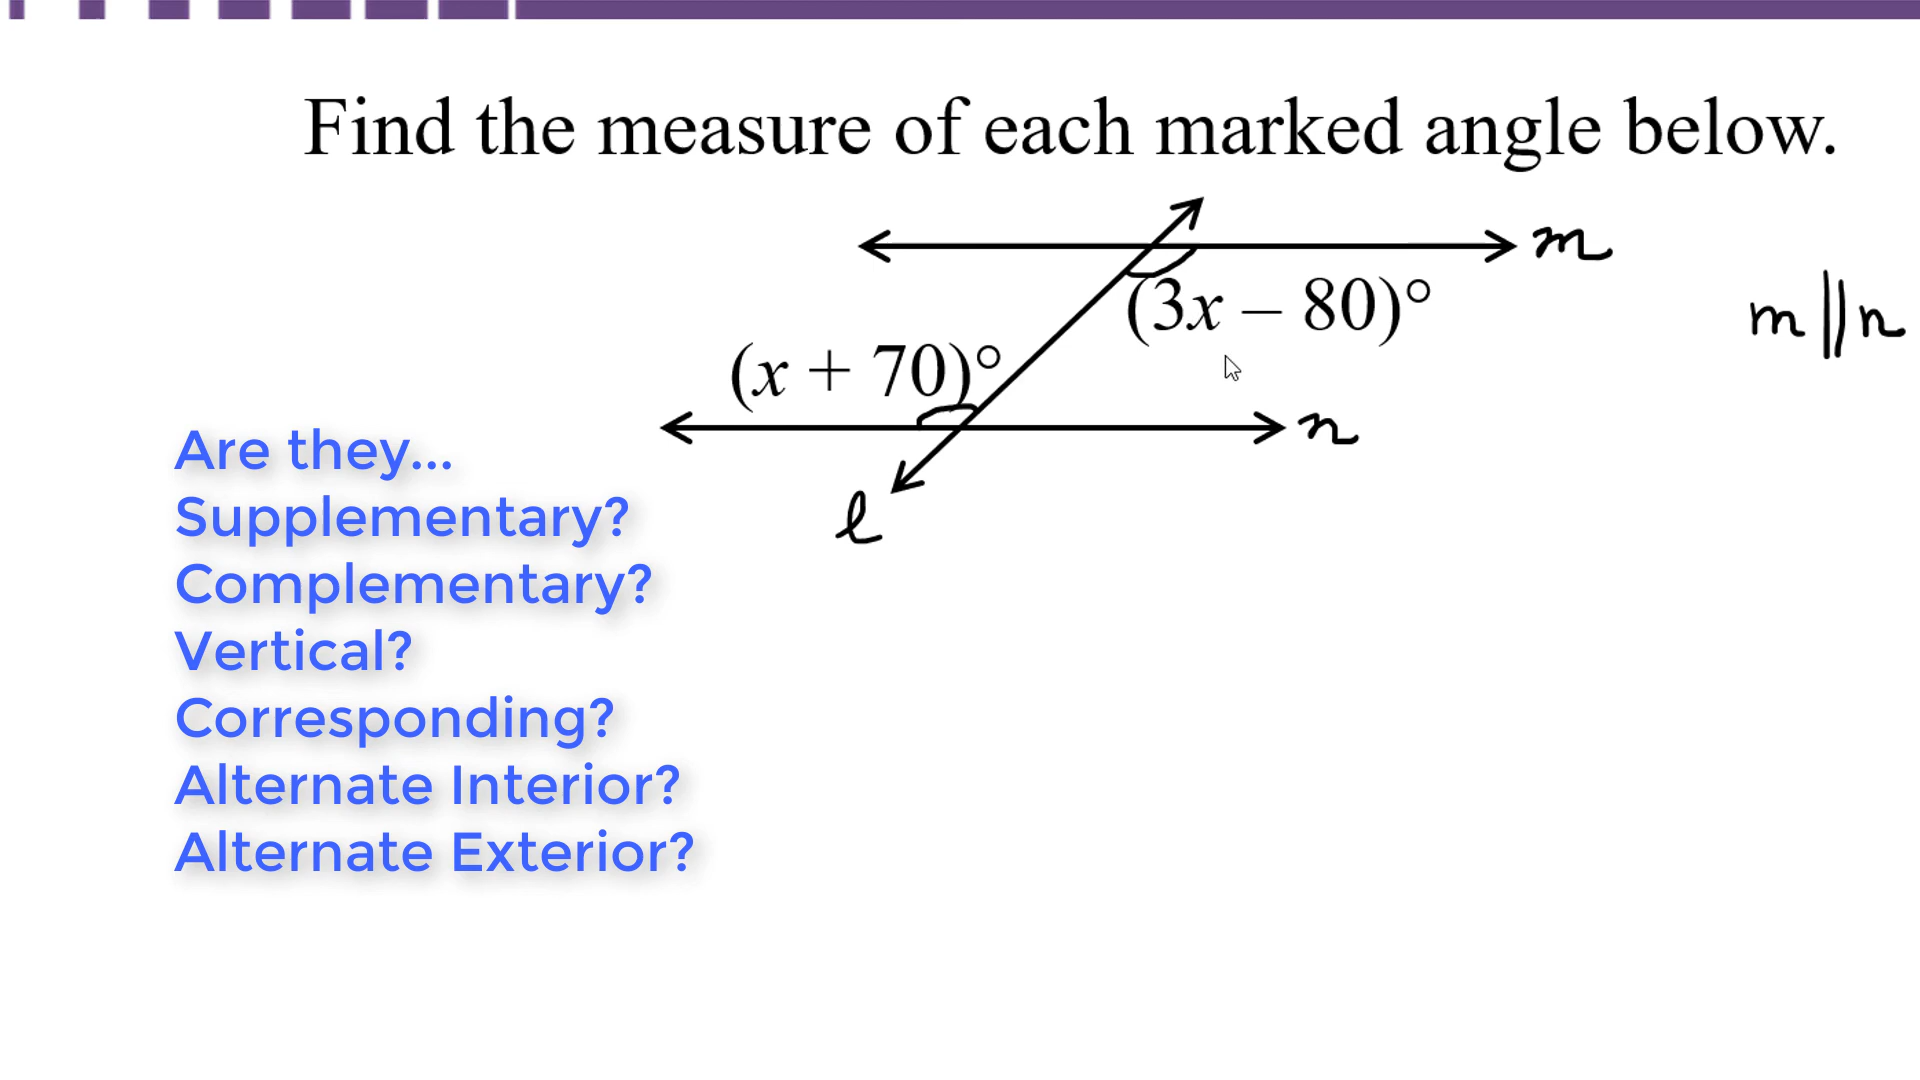 Find the measure of each marked angle below.
m
(3x – 80)°
m || n
(x + 70)°
n
l
Are they...
Supplementary?
Complementary?
Vertical?
Corresponding?
Alternate Interior?
Alternate Exterior?